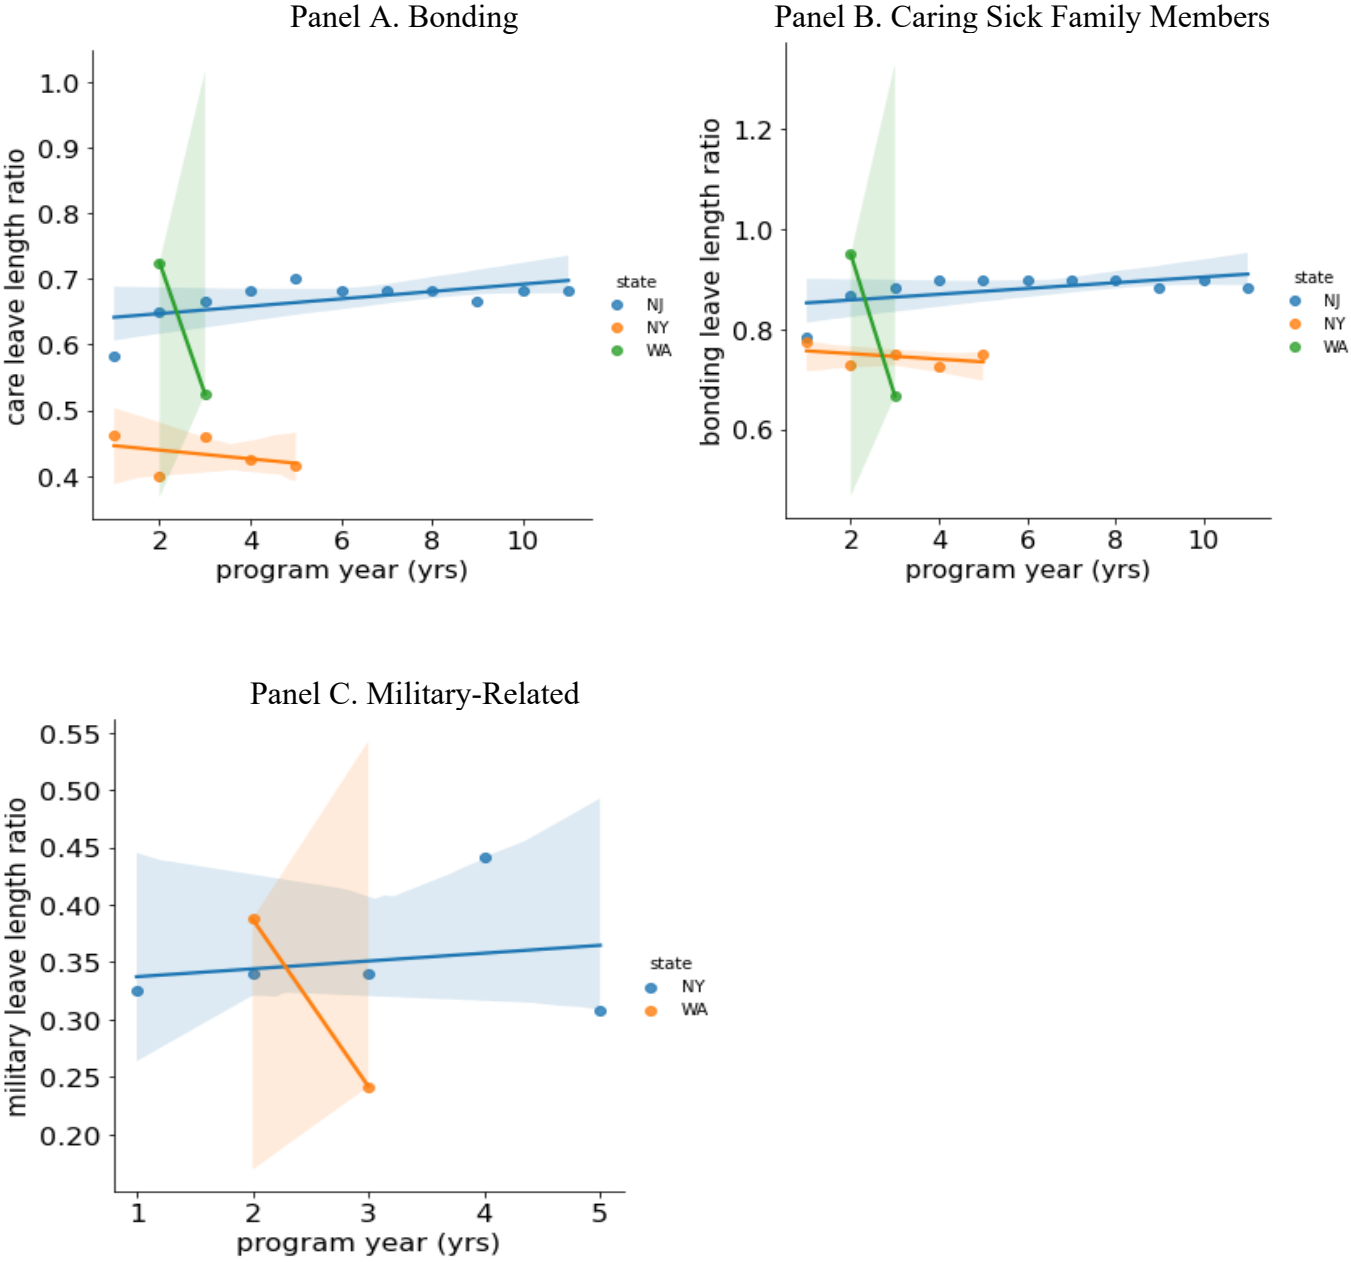 Panel A. Bonding
care leave length ratio
1.0
0.9
0.8
0.7
0.6
0.5
0.4
2 4 6 8 10
program year (yrs)
state
NJ
NY
WA
Panel B. Caring Sick Family Members
bonding leave length ratio
1.2
1.0
0.8
0.6
2 4 6 8 10
program year (yrs)
state
NJ
NY
WA
Panel C. Military-Related
military leave length ratio
0.55
0.50
0.45
0.40
0.35
0.30
0.25
0.20
1 2 3 4 5
program year (yrs)
state
NY
WA